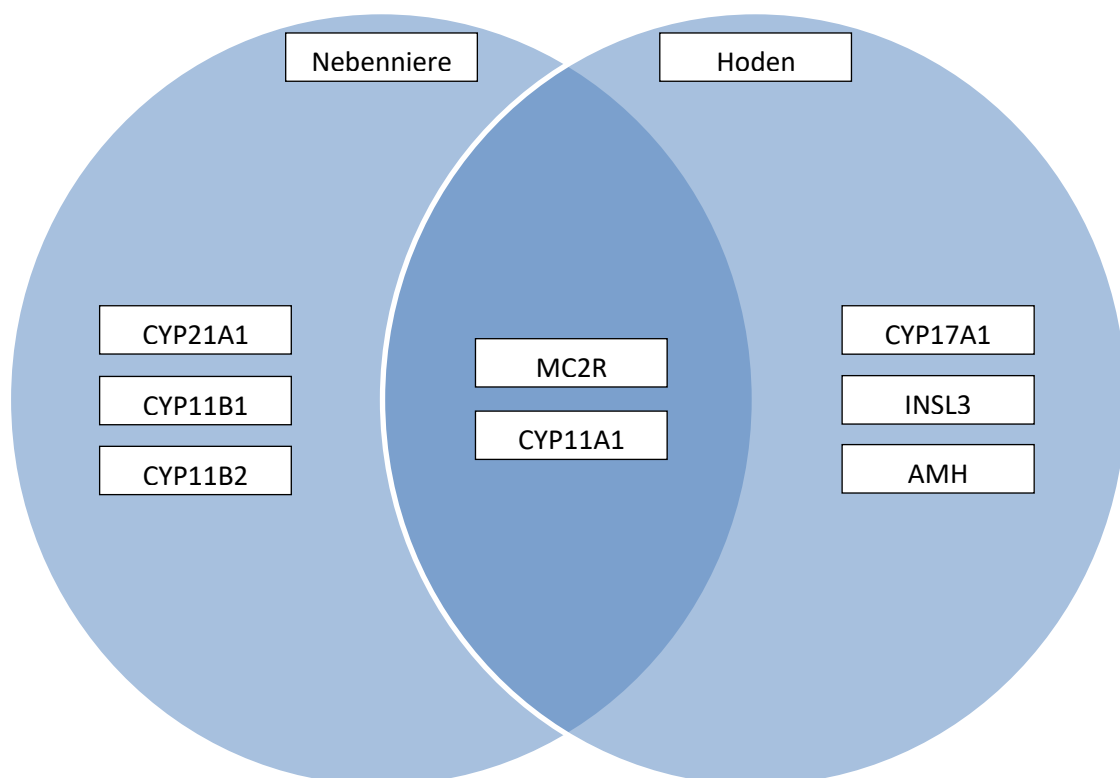 Nebenniere
Hoden
CYP21A1
CYP11B1
CYP11B2
MC2R
CYP11A1
CYP17A1
INSL3
AMH